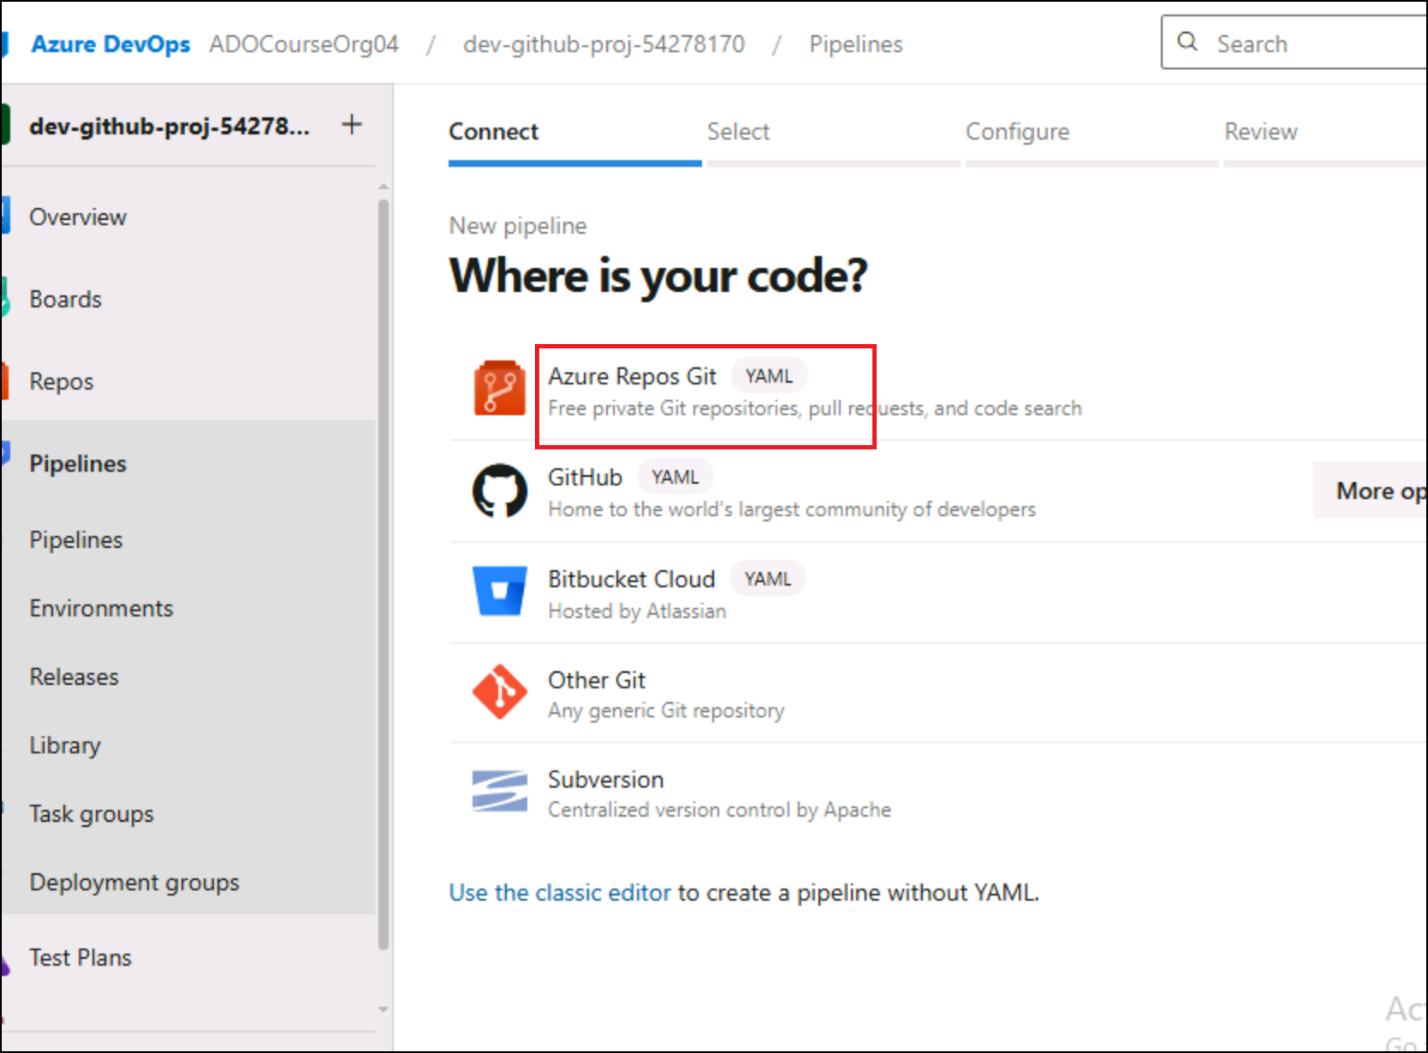 Azure DevOps ADOCourseOrg04 / dev-github-proj-54278170 / Pipelines
Search
dev-github-proj-54278... +
Overview
Boards
Repos
Pipelines
Pipelines
Environments
Releases
Library
Task groups
Deployment groups
Test Plans
Connect Select Configure Review
New pipeline
Where is your code?
Azure Repos Git YAML
Free private Git repositories, pull requests, and code search
GitHub YAML
Home to the world's largest community of developers
More op
Bitbucket Cloud YAML
Hosted by Atlassian
Other Git
Any generic Git repository
Subversion
Centralized version control by Apache
Use the classic editor to create a pipeline without YAML.
Ac
Go